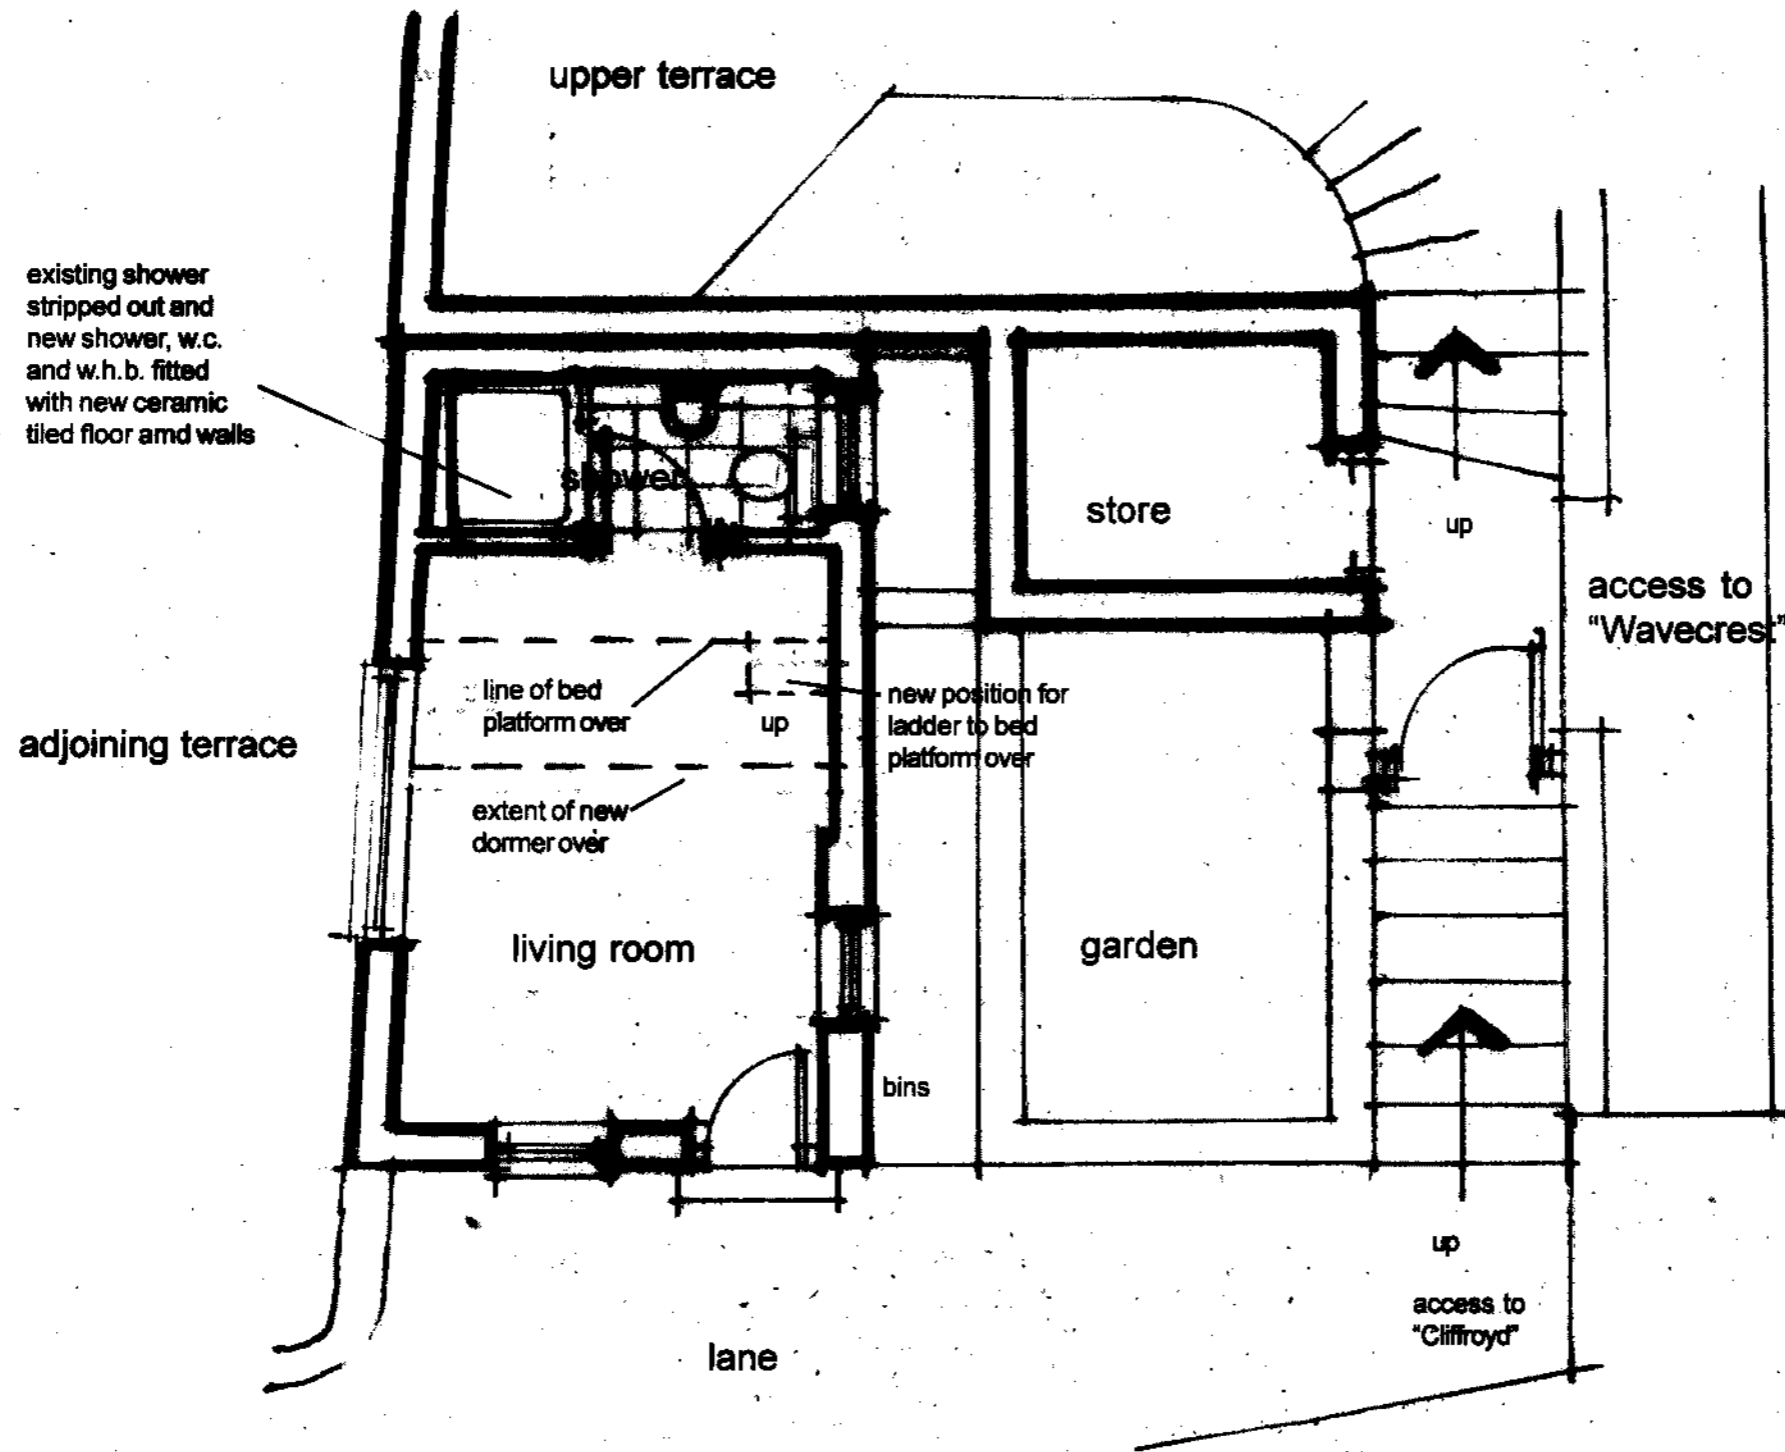 upper terrace
existing shower
stripped out and
new shower, w.c.
and w.h.b. fitted
with new ceramic
tiled floor amd walls
shower
store
up
access to
“Wavecrest”
line of bed
platform over
up
new position for
ladder to bed
platform over
adjoining terrace
extent of new
dormer over
living room
garden
bins
up
access to
“Cliffroyd”
lane